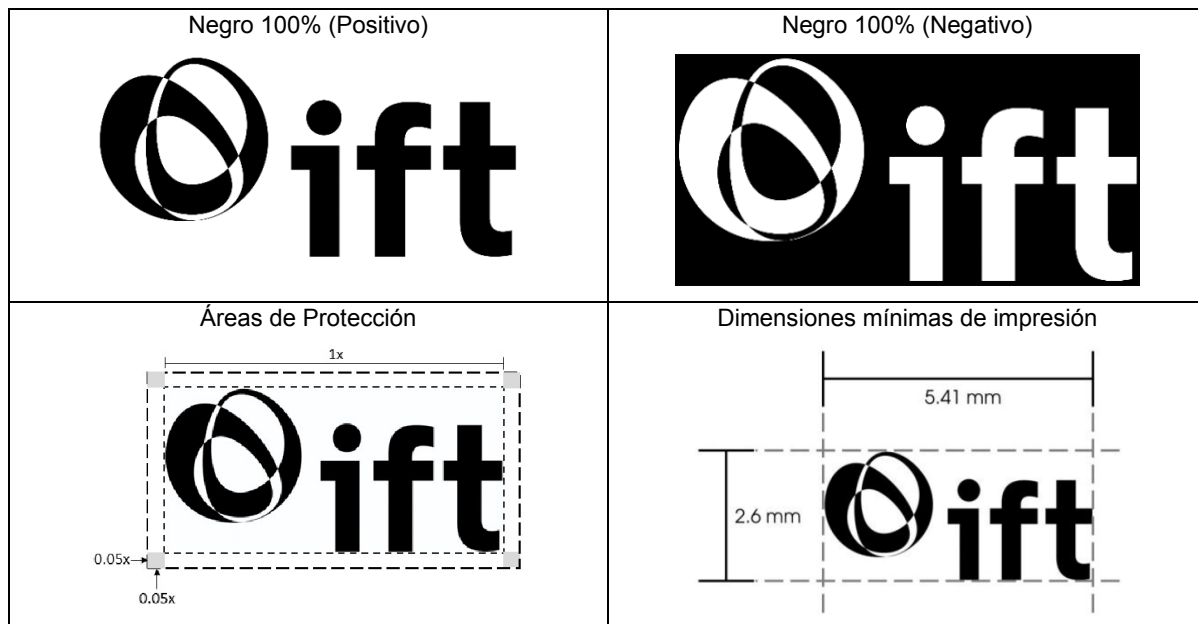 Negro 100% (Positivo)
ift
Negro 100% (Negativo)
ift
Áreas de Protección
1x
ift
0.05x
0.05x
Dimensiones mínimas de impresión
5.41 mm
2.6 mm
ift